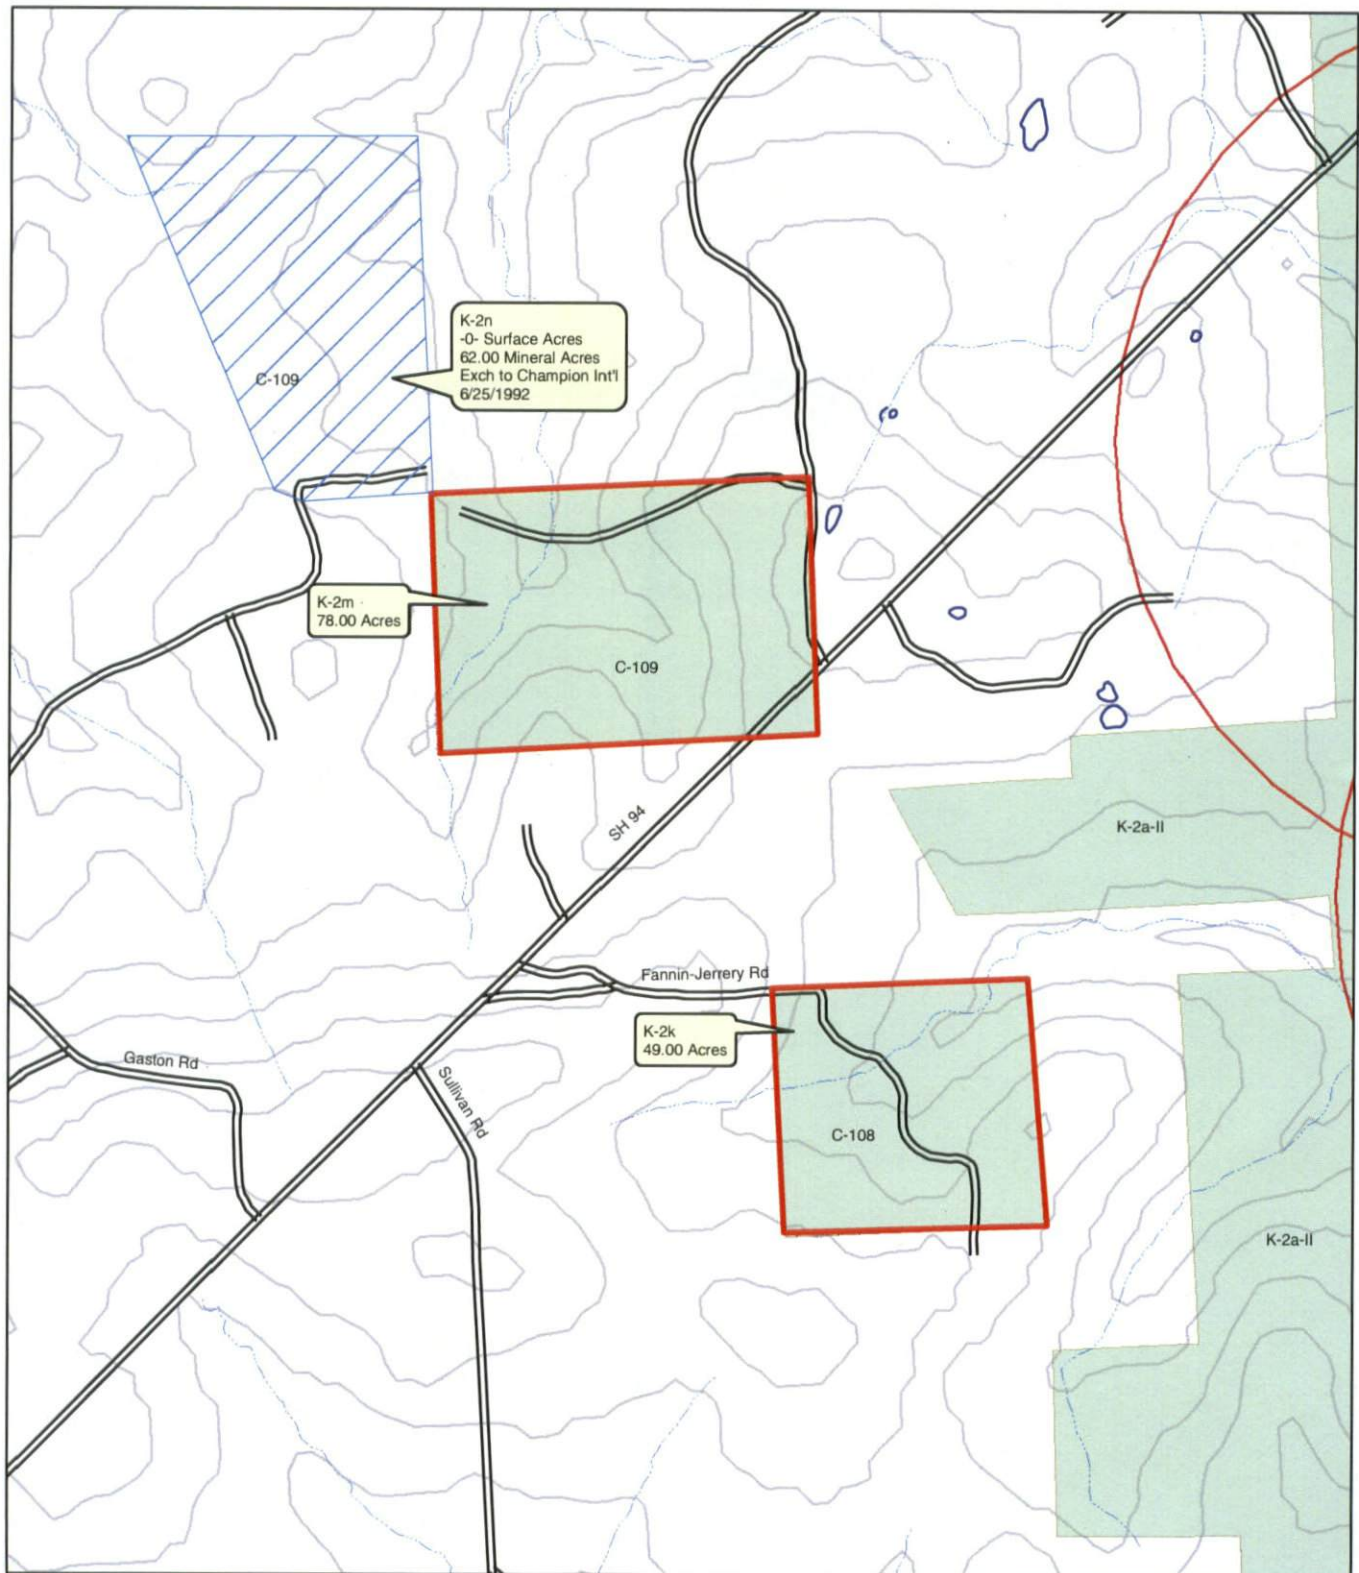 K-2n
-0- Surface Acres
62.00 Mineral Acres
Exch to Champion Int'l
6/25/1992
C-109
K-2m
78.00 Acres
C-109
SH 94
K-2a-II
Fannin-Jerrery Rd
K-2k
49.00 Acres
Gaston Rd
Sullivan Rd
C-108
K-2a-II